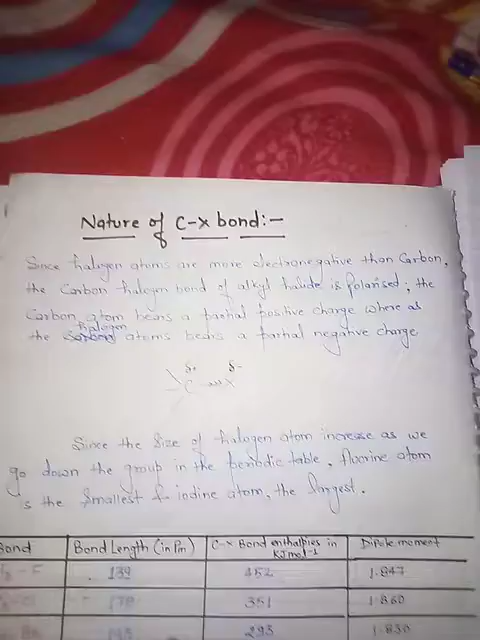 Nature of C-X bond:-
Since halogen atoms are more electronegative than Carbon,
the Carbon halogen bond of alkyl halide is polarised; the
Carbon atom bears a partial positive charge where as
the halogen atoms bears a partial negative charge
δ+ δ-
C X
Since the Size of halogen atom increase as we
go down the group in the periodic table, fluorine atom
is the Smallest & iodine atom, the largest.
Bond Bond Length (in Pm) C-X Bond enthalpies in KJmol-1 Dipole moment
- F 139 452 1.847
178 351 1.860
193 293 1.830